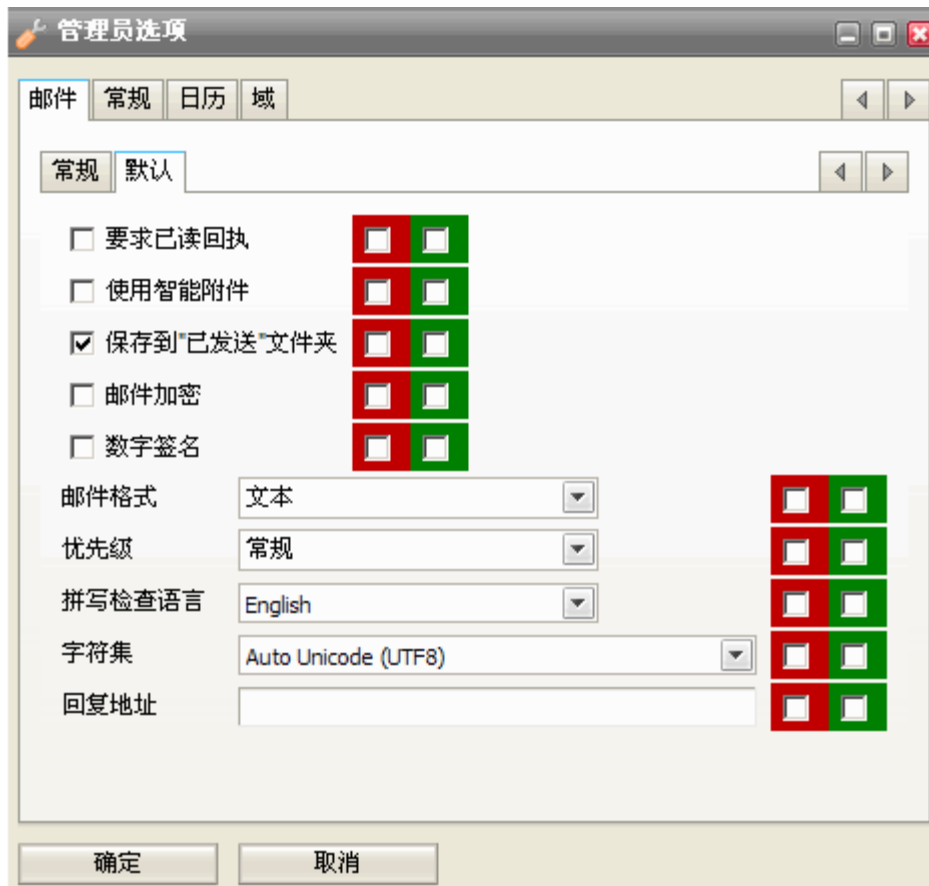 管理员选项
邮件 常规 日历 域
常规 默认
要求已读回执
使用智能附件
保存到"已发送"文件夹
邮件加密
数字签名
邮件格式 文本
优先级 常规
拼写检查语言 English
字符集 Auto Unicode (UTF8)
回复地址
确定 取消